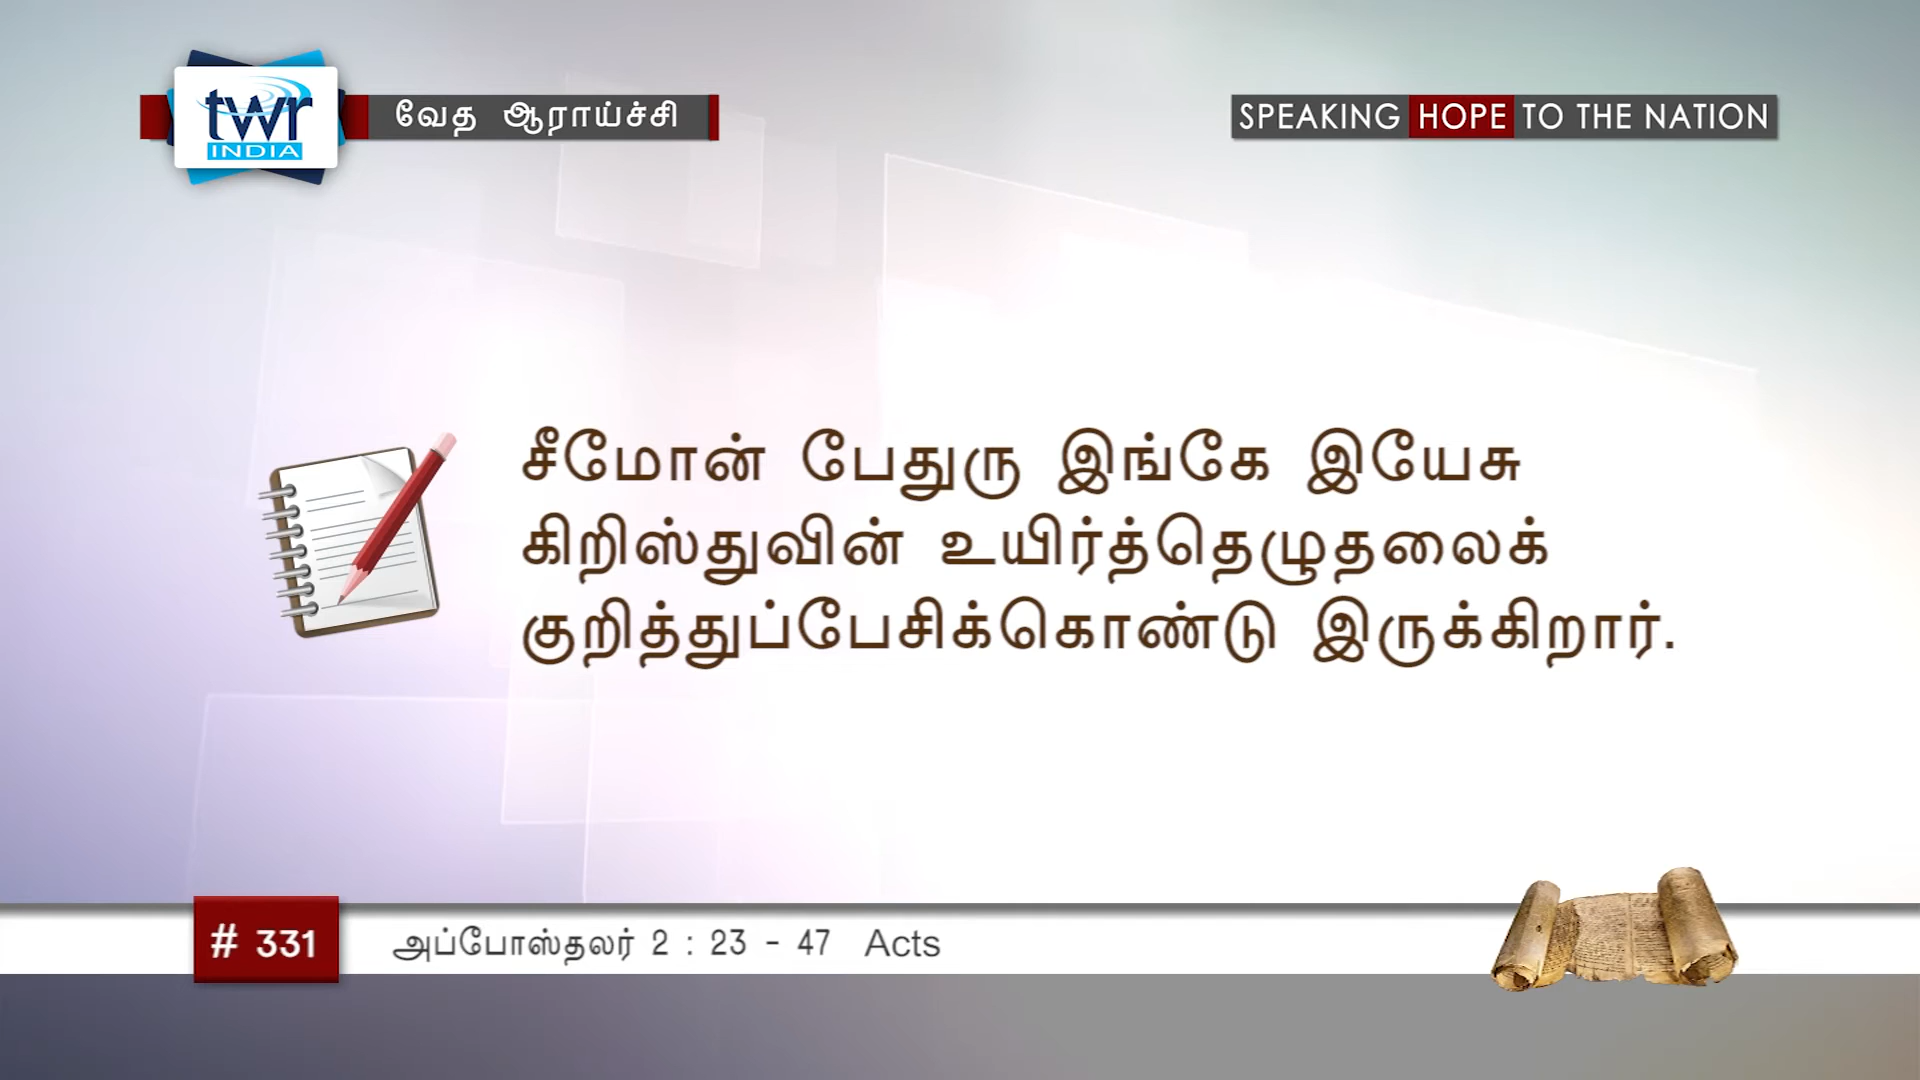 twr
INDIA
வேத ஆராய்ச்சி
SPEAKING HOPE TO THE NATION
சீமோன் பேதுரு இங்கே இயேசு
கிறிஸ்துவின் உயிர்த்தெழுதலைக்
குறித்துப்பேசிக்கொண்டு இருக்கிறார்.
# 331
அப்போஸ்தலர் 2 : 23 - 47 Acts